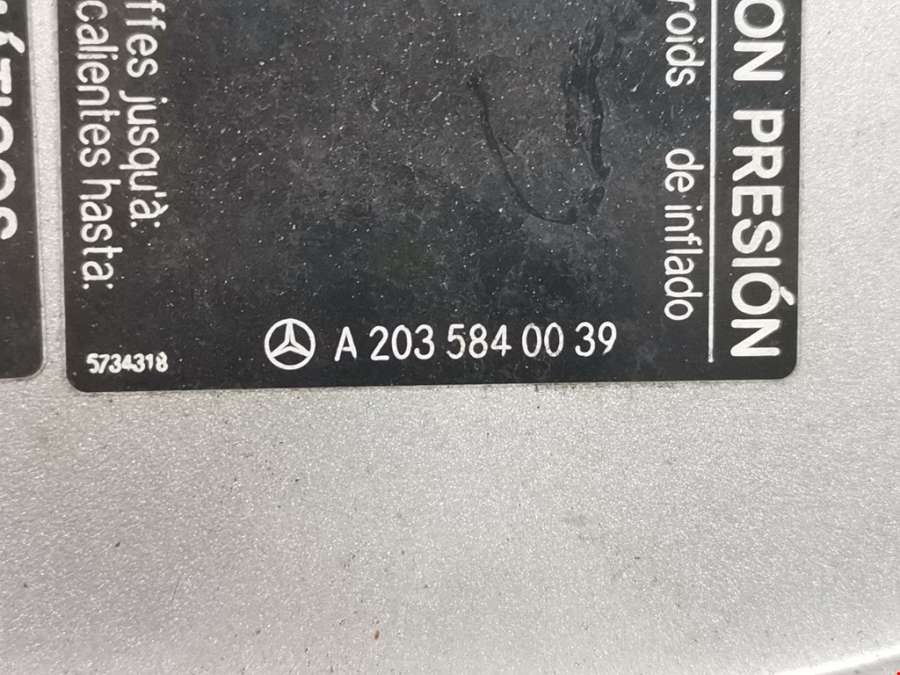 ON PRESIÓN
roids de inflado
ffes jusqu'à:
calientes hasta:
A 203 584 00 39
5734318